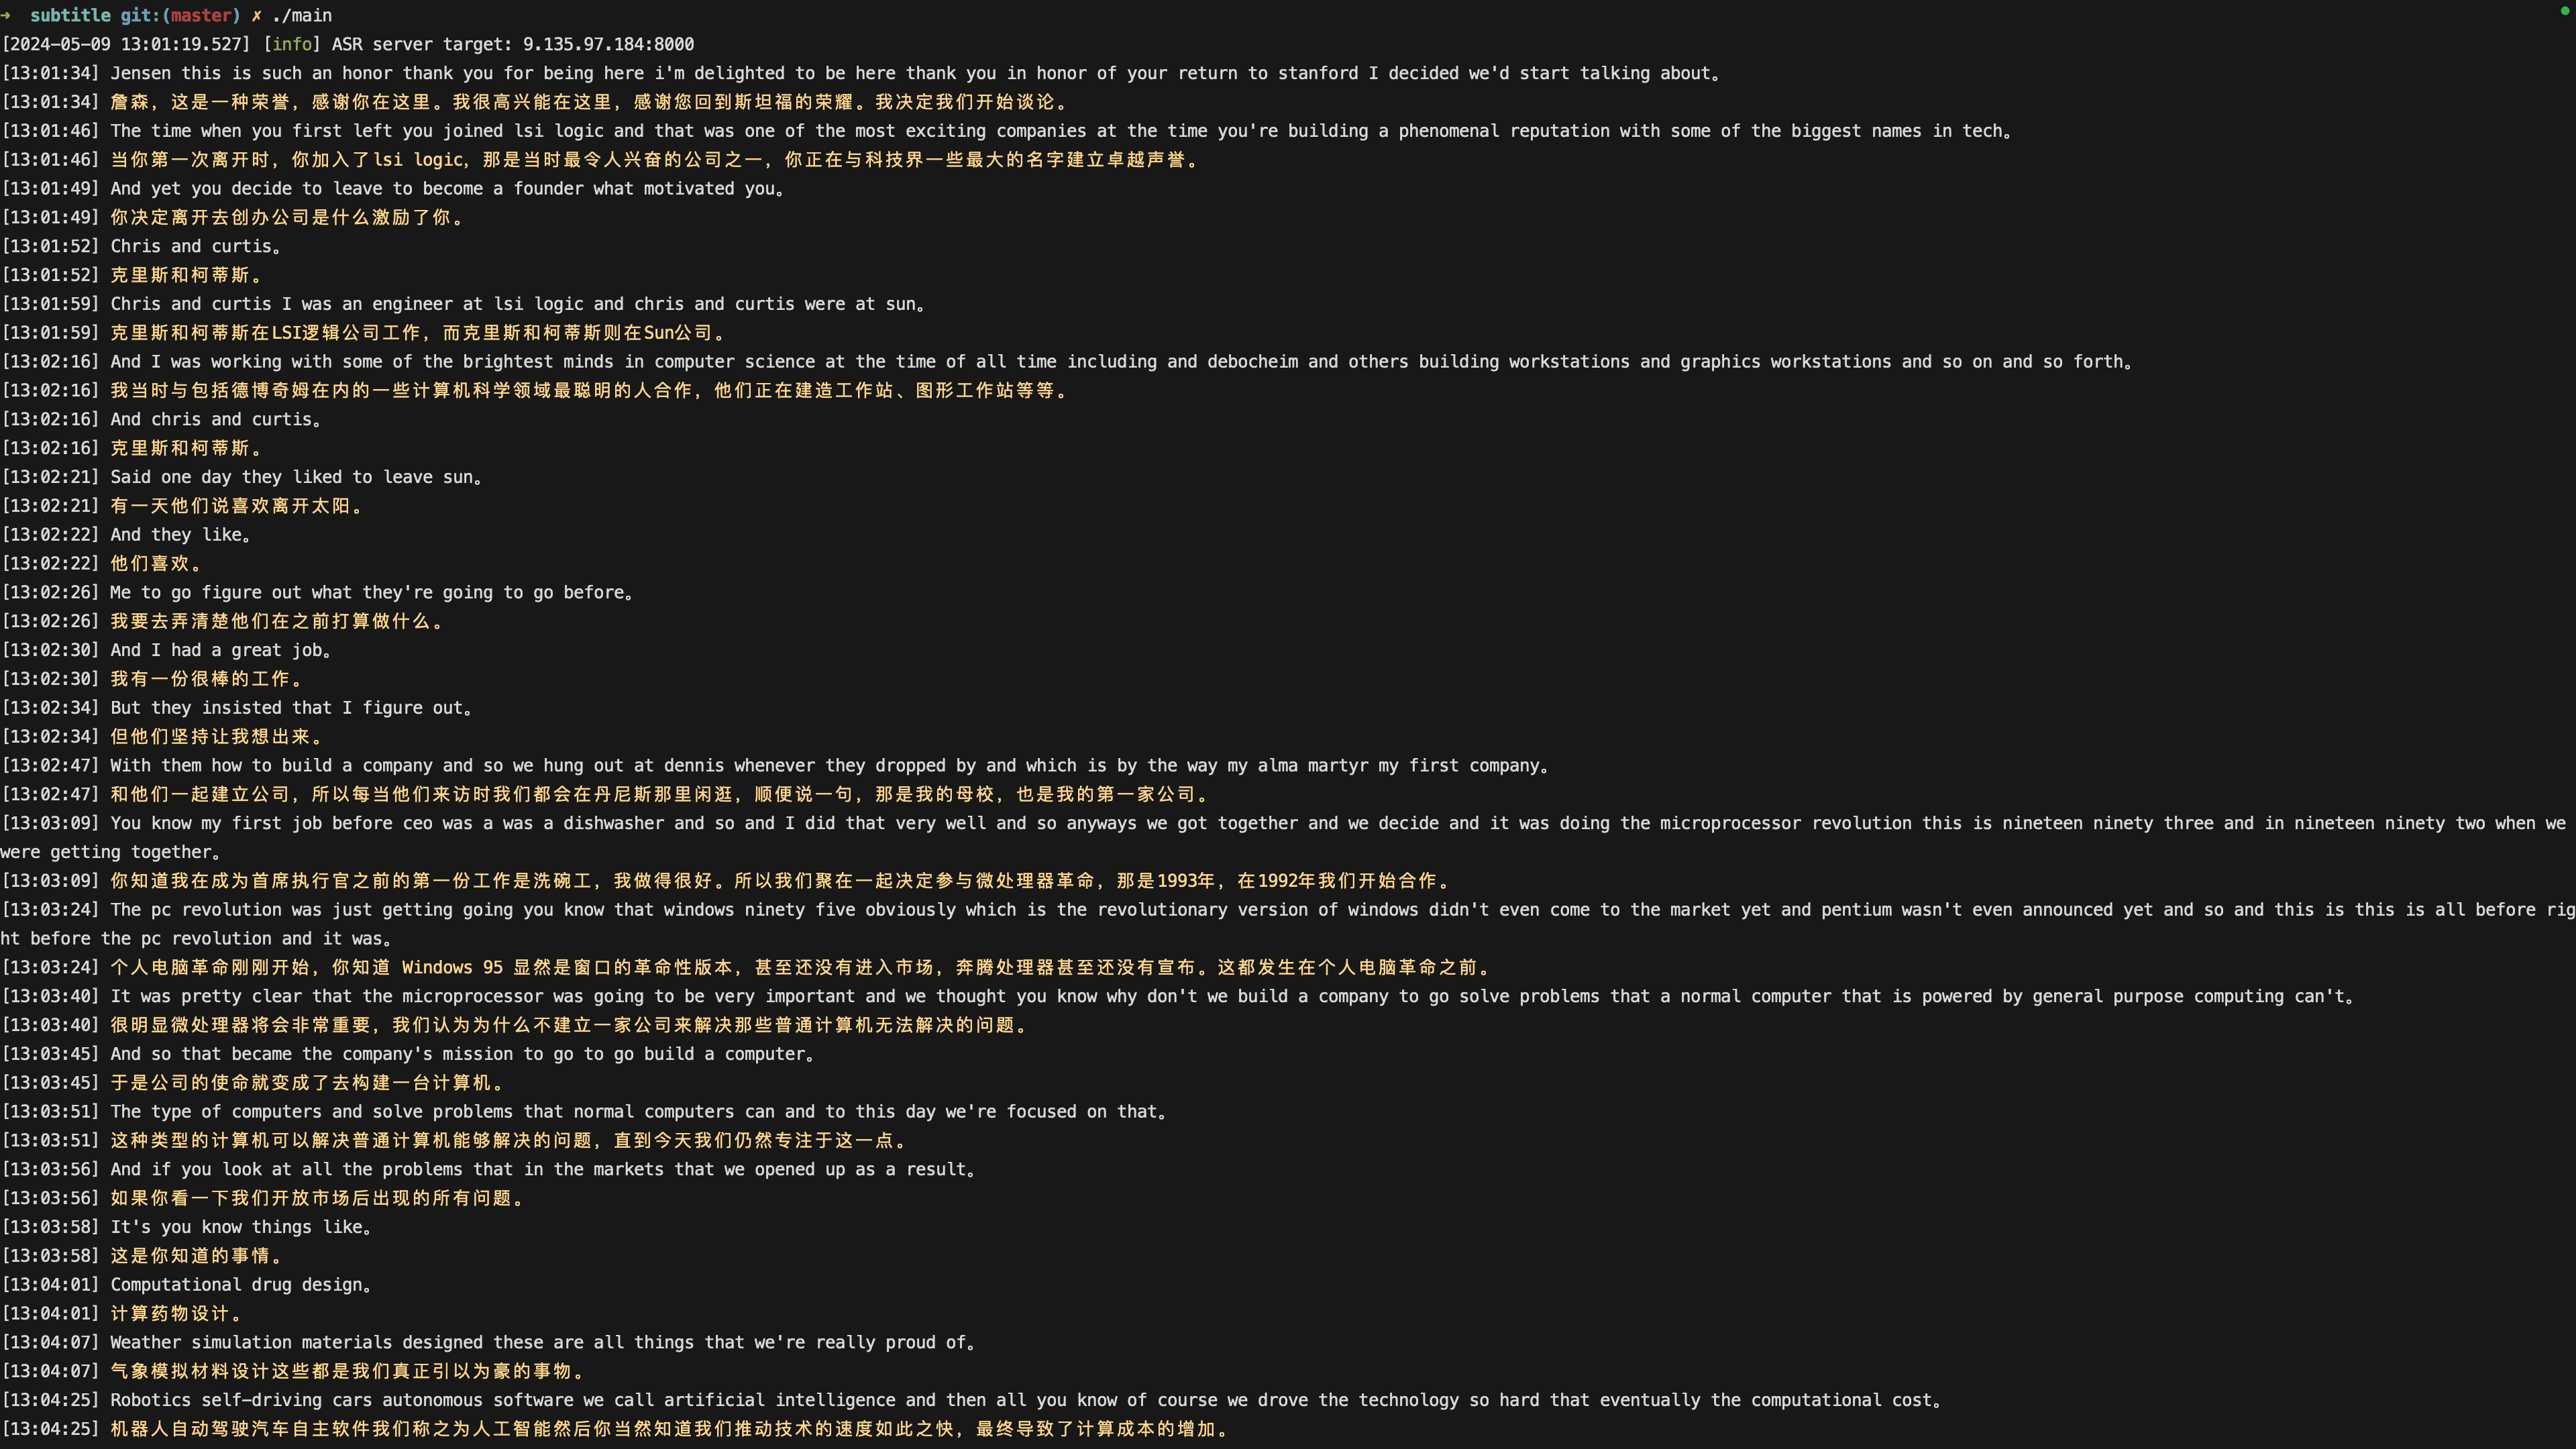 ➜  subtitle git:(master) ✗ ./main
[2024-05-09 13:01:19.527] [info] ASR server target: 9.135.97.184:8000
[13:01:34] Jensen this is such an honor thank you for being here i'm delighted to be here thank you in honor of your return to stanford I decided we'd start talking about。
[13:01:34] 詹森，这是一种荣誉，感谢你在这里。我很高兴能在这里，感谢您回到斯坦福的荣耀。我决定我们开始谈论。
[13:01:46] The time when you first left you joined lsi logic and that was one of the most exciting companies at the time you're building a phenomenal reputation with some of the biggest names in tech。
[13:01:46] 当你第一次离开时，你加入了lsi logic，那是当时最令人兴奋的公司之一，你正在与科技界一些最大的名字建立卓越声誉。
[13:01:49] And yet you decide to leave to become a founder what motivated you。
[13:01:49] 你决定离开去创办公司是什么激励了你。
[13:01:52] Chris and curtis。
[13:01:52] 克里斯和柯蒂斯。
[13:01:59] Chris and curtis I was an engineer at lsi logic and chris and curtis were at sun。
[13:01:59] 克里斯和柯蒂斯在LSI逻辑公司工作，而克里斯和柯蒂斯则在Sun公司。
[13:02:16] And I was working with some of the brightest minds in computer science at the time of all time including and debocheim and others building workstations and graphics workstations and so on and so forth。
[13:02:16] 我当时与包括德博奇姆在内的一些计算机科学领域最聪明的人合作，他们正在建造工作站、图形工作站等等。
[13:02:16] And chris and curtis。
[13:02:16] 克里斯和柯蒂斯。
[13:02:21] Said one day they liked to leave sun。
[13:02:21] 有一天他们说喜欢离开太阳。
[13:02:22] And they like。
[13:02:22] 他们喜欢。
[13:02:26] Me to go figure out what they're going to go before。
[13:02:26] 我要去弄清楚他们在之前打算做什么。
[13:02:30] And I had a great job。
[13:02:30] 我有一份很棒的工作。
[13:02:34] But they insisted that I figure out。
[13:02:34] 但他们坚持让我想出来。
[13:02:47] With them how to build a company and so we hung out at dennis whenever they dropped by and which is by the way my alma martyr my first company。
[13:02:47] 和他们一起建立公司，所以每当他们来访时我们都会在丹尼斯那里闲逛，顺便说一句，那是我的母校，也是我的第一家公司。
[13:03:09] You know my first job before ceo was a was a dishwasher and so and I did that very well and so anyways we got together and we decide and it was doing the microprocessor revolution this is nineteen ninety three and in nineteen ninety two when we
were getting together。
[13:03:09] 你知道我在成为首席执行官之前的第一份工作是洗碗工，我做得很好。所以我们聚在一起决定参与微处理器革命，那是1993年，在1992年我们开始合作。
[13:03:24] The pc revolution was just getting going you know that windows ninety five obviously which is the revolutionary version of windows didn't even come to the market yet and pentium wasn't even announced yet and so and this is this is all before rig
ht before the pc revolution and it was。
[13:03:24] 个人电脑革命刚刚开始，你知道 Windows 95 显然是窗口的革命性版本，甚至还没有进入市场，奔腾处理器甚至还没有宣布。这都发生在个人电脑革命之前。
[13:03:40] It was pretty clear that the microprocessor was going to be very important and we thought you know why don't we build a company to go solve problems that a normal computer that is powered by general purpose computing can't。
[13:03:40] 很明显微处理器将会非常重要，我们认为为什么不建立一家公司来解决那些普通计算机无法解决的问题。
[13:03:45] And so that became the company's mission to go to go build a computer。
[13:03:45] 于是公司的使命就变成了去构建一台计算机。
[13:03:51] The type of computers and solve problems that normal computers can and to this day we're focused on that。
[13:03:51] 这种类型的计算机可以解决普通计算机能够解决的问题，直到今天我们仍然专注于这一点。
[13:03:56] And if you look at all the problems that in the markets that we opened up as a result。
[13:03:56] 如果你看一下我们开放市场后出现的所有问题。
[13:03:58] It's you know things like。
[13:03:58] 这是你知道的事情。
[13:04:01] Computational drug design。
[13:04:01] 计算药物设计。
[13:04:07] Weather simulation materials designed these are all things that we're really proud of。
[13:04:07] 气象模拟材料设计这些都是我们真正引以为豪的事物。
[13:04:25] Robotics self-driving cars autonomous software we call artificial intelligence and then all you know of course we drove the technology so hard that eventually the computational cost。
[13:04:25] 机器人自动驾驶汽车自主软件我们称之为人工智能然后你当然知道我们推动技术的速度如此之快，最终导致了计算成本的增加。